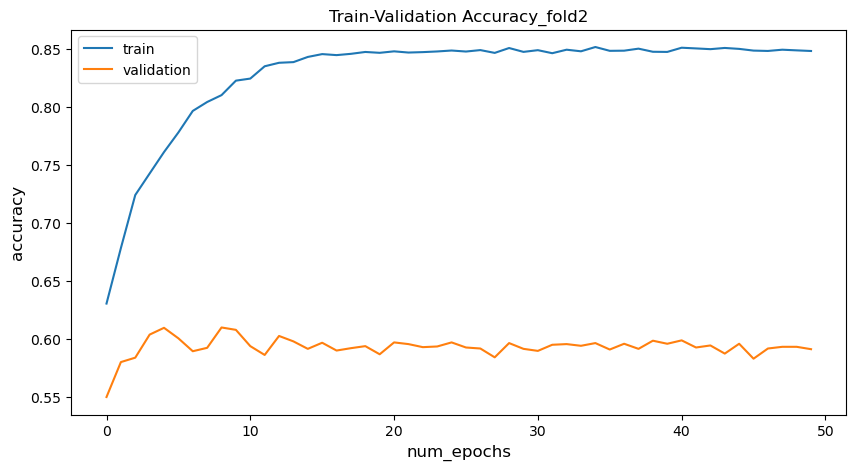 Train-Validation Accuracy_fold2
train
validation
accuracy
0.85
0.80
0.75
0.70
0.65
0.60
0.55
0 10 20 30 40 50
num_epochs